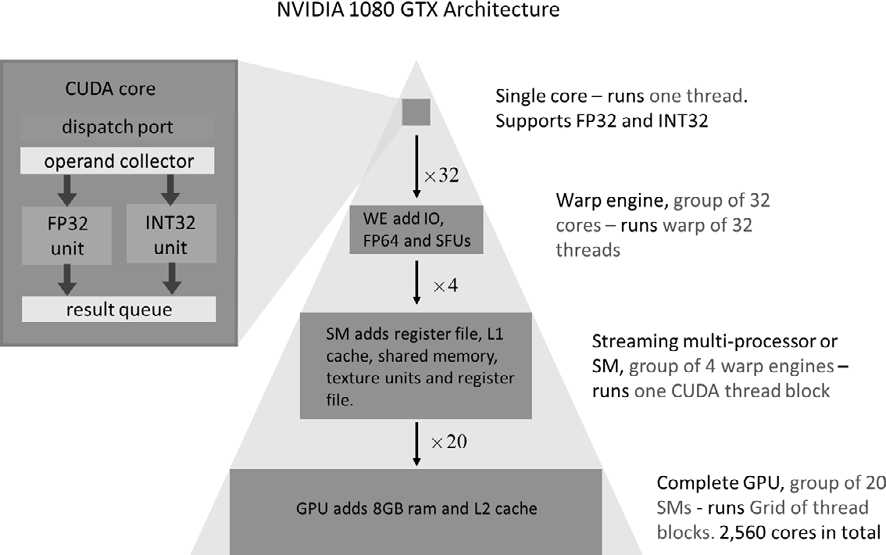 NVIDIA 1080 GTX Architecture
CUDA core
dispatch port
operand collector
FP32
unit
INT32
unit
result queue
Single core – runs one thread.
Supports FP32 and INT32
×32
WE add IO,
FP64 and SFUs
Warp engine, group of 32
cores – runs warp of 32
threads
×4
SM adds register file, L1
cache, shared memory,
texture units and register
file.
Streaming multi-processor or
SM, group of 4 warp engines –
runs one CUDA thread block
×20
GPU adds 8GB ram and L2 cache
Complete GPU, group of 20
SMs - runs Grid of thread
blocks. 2,560 cores in total